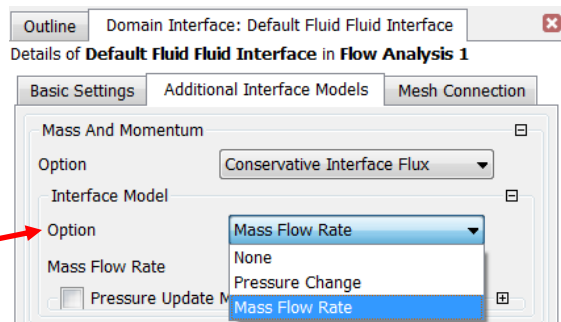 Outline Domain Interface: Default Fluid Fluid Interface
Details of Default Fluid Fluid Interface in Flow Analysis 1
Basic Settings Additional Interface Models Mesh Connection
Mass And Momentum
Option Conservative Interface Flux
Interface Model
Option Mass Flow Rate
None
Mass Flow Rate
Pressure Change
Pressure Update
Mass Flow Rate